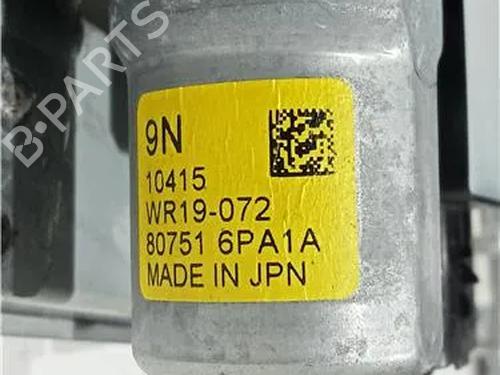 B-PARTS
9N
10415
WR19-072
80751 6PA1A
MADE IN JPN